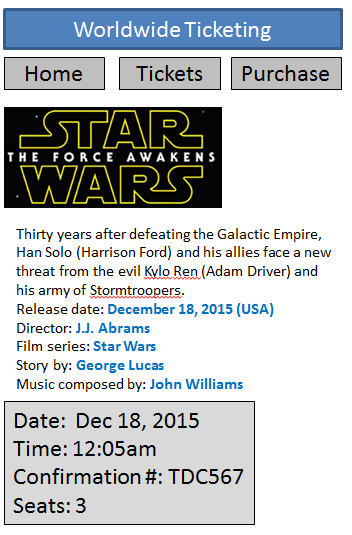 Worldwide Ticketing
Home Tickets Purchase
STAR
THE FORCE AWAKENS
WARS
Thirty years after defeating the Galactic Empire,
Han Solo (Harrison Ford) and his allies face a new
threat from the evil Kylo Ren (Adam Driver) and
his army of Stormtroopers.
Release date: December 18, 2015 (USA)
Director: J.J. Abrams
Film series: Star Wars
Story by: George Lucas
Music composed by: John Williams
Date: Dec 18, 2015
Time: 12:05am
Confirmation #: TDC567
Seats: 3